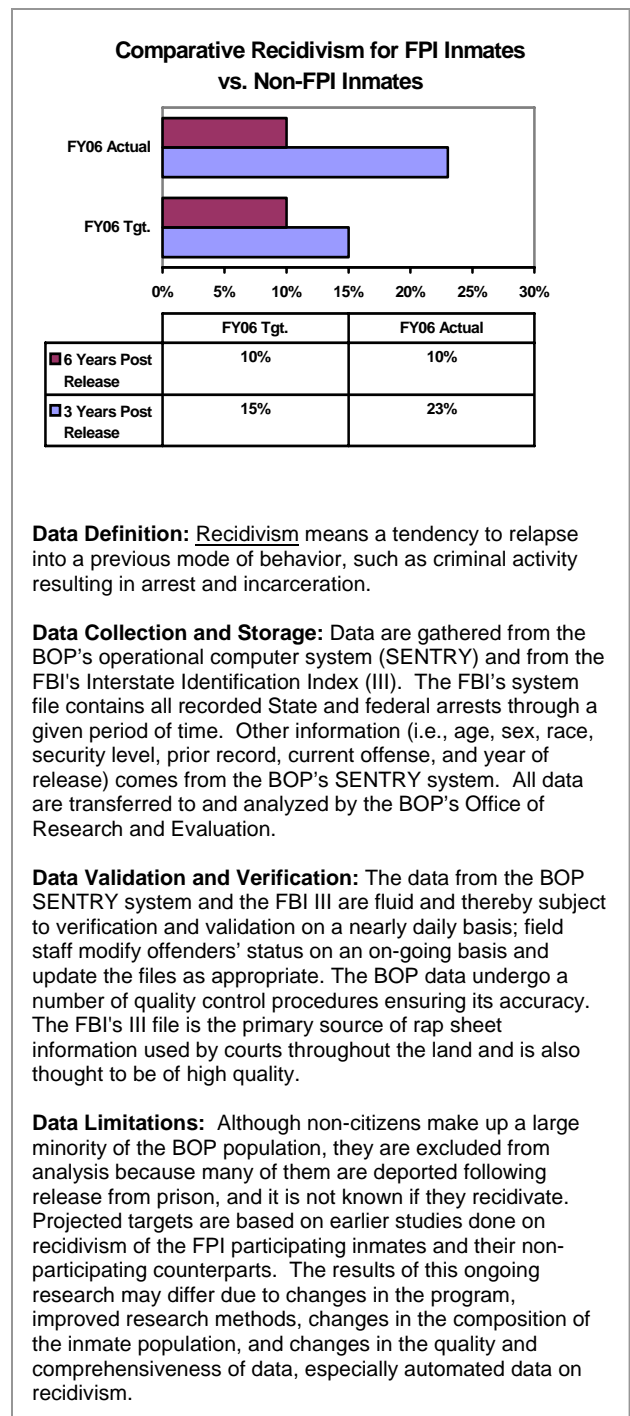 Comparative Recidivism for FPI Inmates
vs. Non-FPI Inmates
FY06 Actual
FY06 Tgt.
0% 5% 10% 15% 20% 25% 30%
FY06 Tgt. FY06 Actual
6 Years Post
Release
10% 10%
3 Years Post
Release
15% 23%
Data Definition: Recidivism means a tendency to relapse
into a previous mode of behavior, such as criminal activity
resulting in arrest and incarceration.
Data Collection and Storage: Data are gathered from the
BOP's operational computer system (SENTRY) and from the
FBI's Interstate Identification Index (III). The FBI's system
file contains all recorded State and federal arrests through a
given period of time. Other information (i.e., age, sex, race,
security level, prior record, current offense, and year of
release) comes from the BOP's SENTRY system. All data
are transferred to and analyzed by the BOP's Office of
Research and Evaluation.
Data Validation and Verification: The data from the BOP
SENTRY system and the FBI III are fluid and thereby subject
to verification and validation on a nearly daily basis; field
staff modify offenders' status on an on-going basis and
update the files as appropriate. The BOP data undergo a
number of quality control procedures ensuring its accuracy.
The FBI's III file is the primary source of rap sheet
information used by courts throughout the land and is also
thought to be of high quality.
Data Limitations: Although non-citizens make up a large
minority of the BOP population, they are excluded from
analysis because many of them are deported following
release from prison, and it is not known if they recidivate.
Projected targets are based on earlier studies done on
recidivism of the FPI participating inmates and their non-
participating counterparts. The results of this ongoing
research may differ due to changes in the program,
improved research methods, changes in the composition of
the inmate population, and changes in the quality and
comprehensiveness of data, especially automated data on
recidivism.